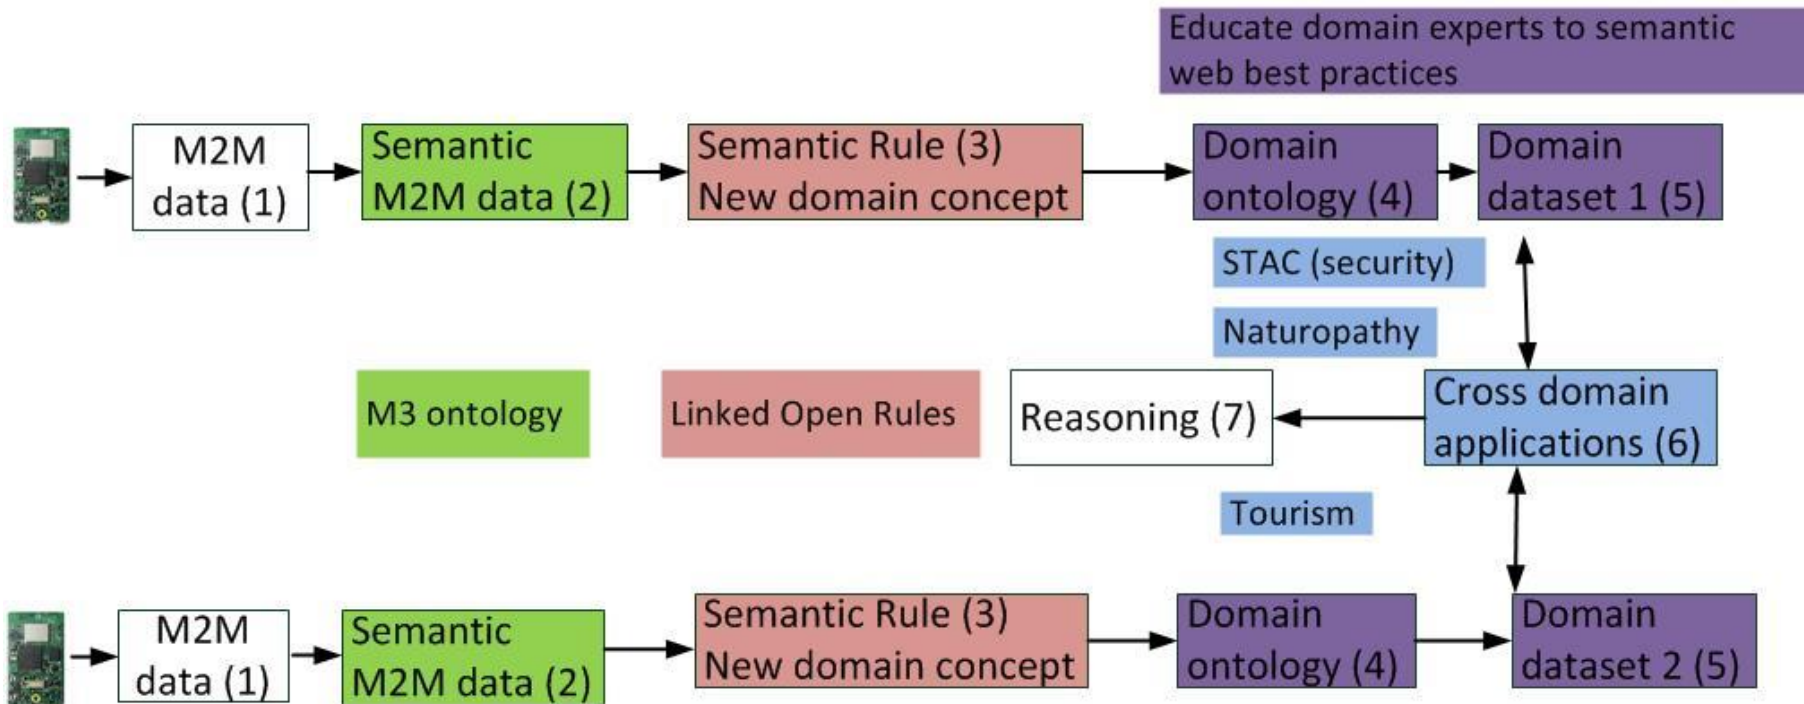 Educate domain experts to semantic
web best practices
M2M
data (1)
Semantic
M2M data (2)
Semantic Rule (3)
New domain concept
Domain
ontology (4)
Domain
dataset 1 (5)
STAC (security)
Naturopathy
M3 ontology
Linked Open Rules
Reasoning (7)
Cross domain
applications (6)
Tourism
M2M
data (1)
Semantic
M2M data (2)
Semantic Rule (3)
New domain concept
Domain
ontology (4)
Domain
dataset 2 (5)